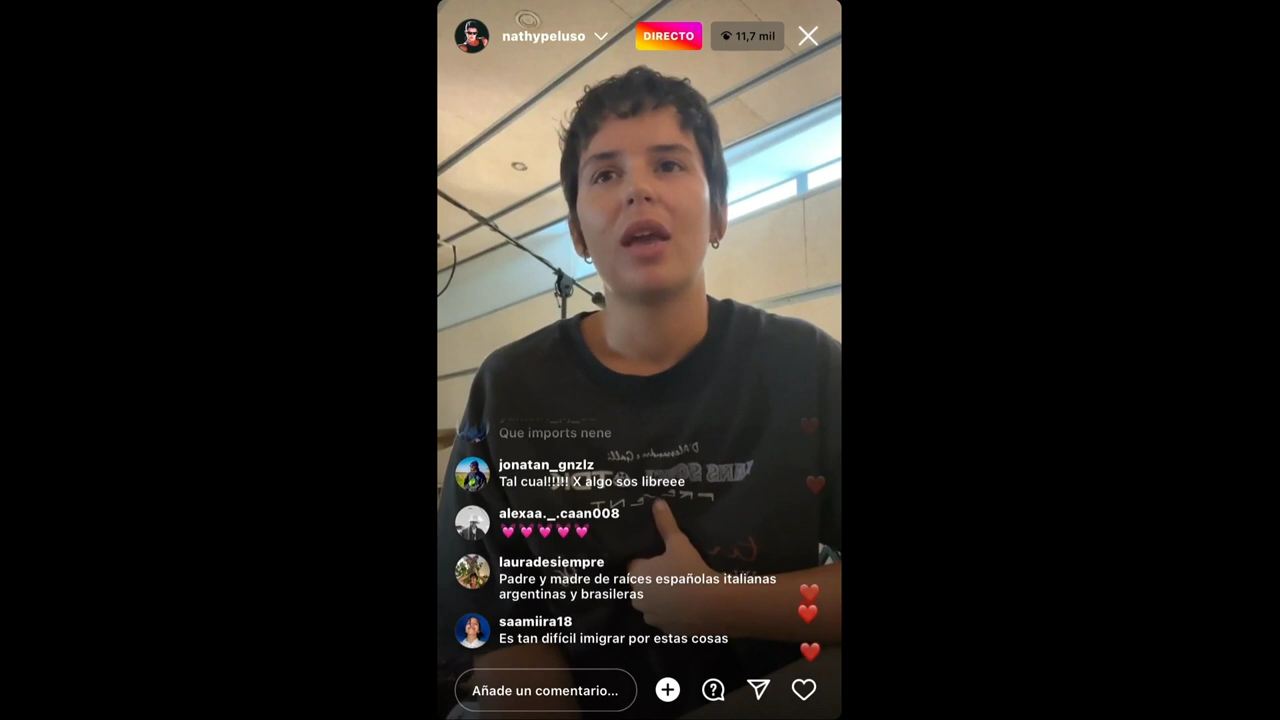 nathypeluso
DIRECTO
11,7 mil
Que imports nene
jonatan_gnzlz
Tal cual!!!!! X algo sos libreee
alexaa._.caan008
lauradesiempre
Padre y madre de raíces españolas italianas
argentinas y brasileras
saamiira18
Es tan difícil imigrar por estas cosas
Añade un comentario...